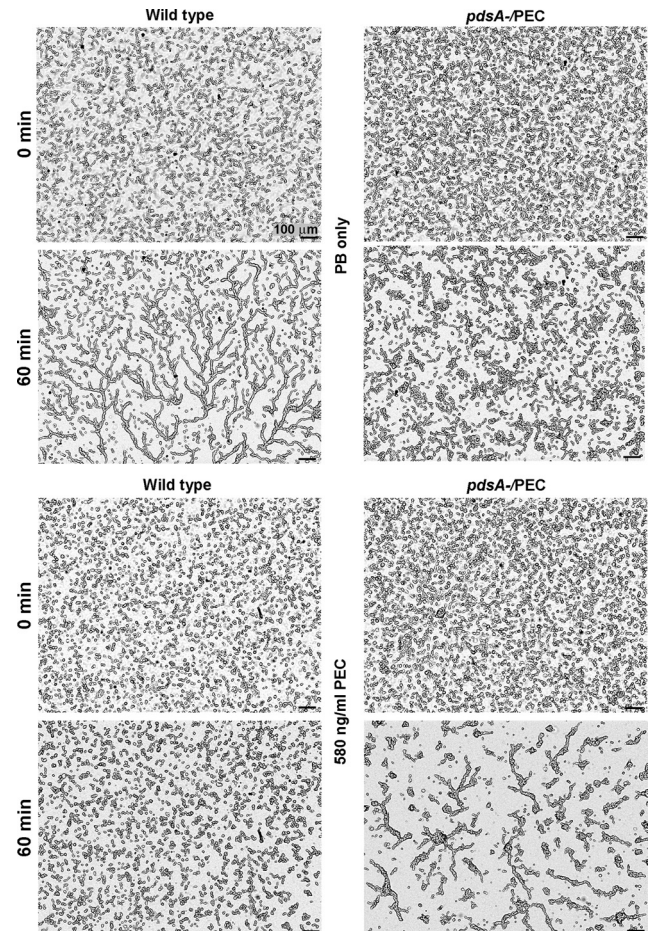 Wild type
pdsA-/PEC
0 min
100 µm
PB only
60 min
Wild type
pdsA-/PEC
0 min
580 ng/ml PEC
60 min